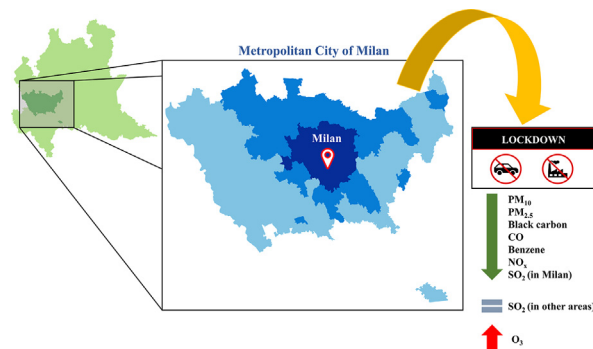 Metropolitan City of Milan
Milan
LOCKDOWN
PM₁₀
PM₂.₅
Black carbon
CO
Benzene
NOₓ
SO₂ (in Milan)
SO₂ (in other areas)
O₃